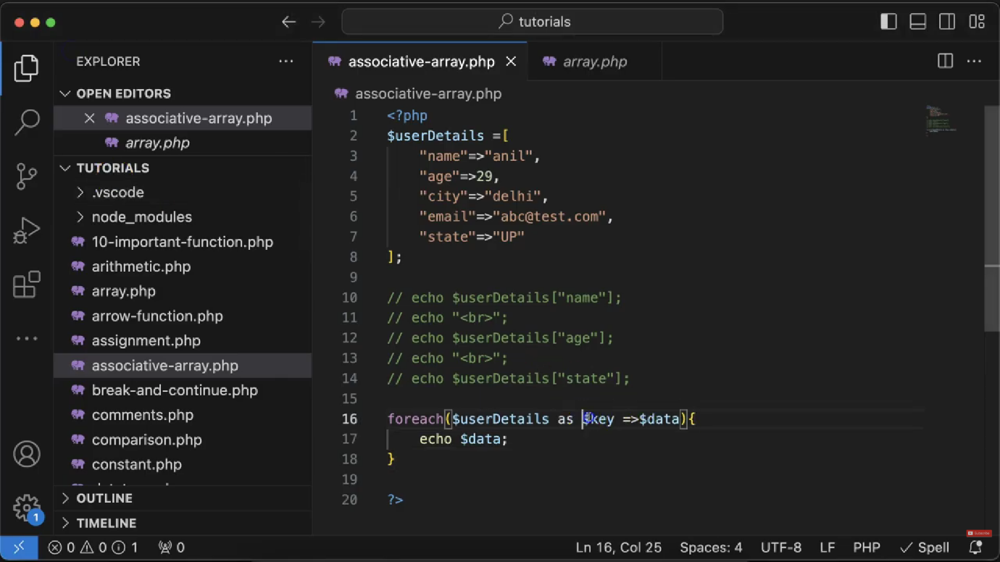 tutorials
EXPLORER
OPEN EDITORS
associative-array.php
array.php
TUTORIALS
.vscode
node_modules
10-important-function.php
arithmetic.php
array.php
arrow-function.php
assignment.php
associative-array.php
break-and-continue.php
comments.php
comparison.php
constant.php
OUTLINE
TIMELINE
1
associative-array.php array.php
associative-array.php
1 <?php
2 $userDetails =[
3 "name"=>"anil",
4 "age"=>29,
5 "city"=>"delhi",
6 "email"=>"abc@test.com",
7 "state"=>"UP"
8 ];
9
10 // echo $userDetails["name"];
11 // echo "<br>";
12 // echo $userDetails["age"];
13 // echo "<br>";
14 // echo $userDetails["state"];
15
16 foreach($userDetails as $key =>$data){
17 echo $data;
18 }
19
20 ?>
Subscribe
0 0 1 0 Ln 16, Col 25 Spaces: 4 UTF-8 LF PHP Spell